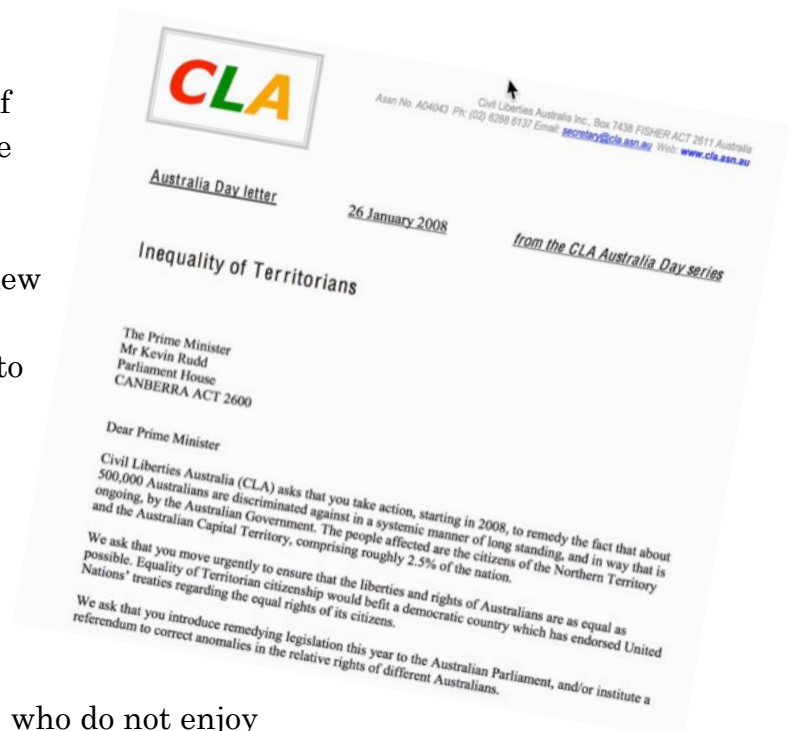 f
e
ew
to
CLA
Civil Liberties Australia Inc., Box 7438 FISHER ACT 2611 Australia
Assn No. A04043 Ph: (02) 6288 6137 Email: secretary@cla.asn.au Web: www.cla.asn.au
Australia Day letter 26 January 2008 from the CLA Australia Day series
Inequality of Territorians
The Prime Minister
Mr Kevin Rudd
Parliament House
CANBERRA ACT 2600
Dear Prime Minister
Civil Liberties Australia (CLA) asks that you take action, starting in 2008, to remedy the fact that about
500,000 Australians are discriminated against in a systemic manner of long standing, and in way that is
ongoing, by the Australian Government. The people affected are the citizens of the Northern Territory
and the Australian Capital Territory, comprising roughly 2.5% of the nation.
We ask that you move urgently to ensure that the liberties and rights of Australians are as equal as
possible. Equality of Territorian citizenship would befit a democratic country which has endorsed United
Nations' treaties regarding the equal rights of its citizens.
We ask that you introduce remedying legislation this year to the Australian Parliament, and/or institute a
referendum to correct anomalies in the relative rights of different Australians.
who do not enjoy